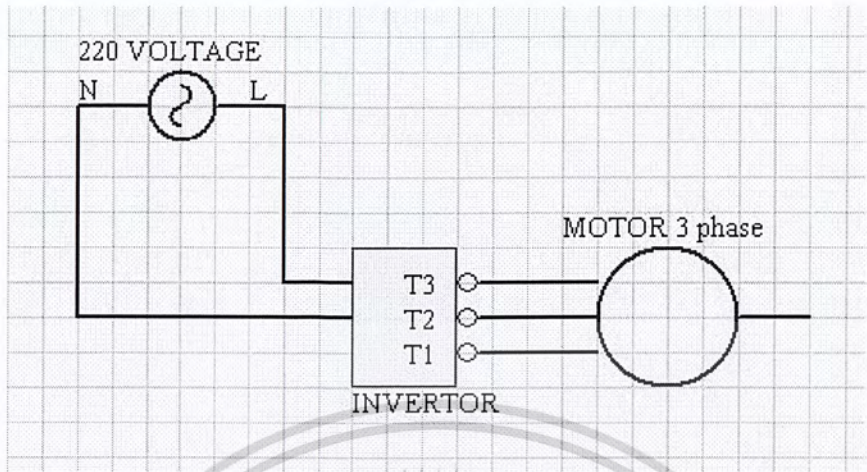 220 VOLTAGE
N L
MOTOR 3 phase
T3
T2
T1
INVERTOR